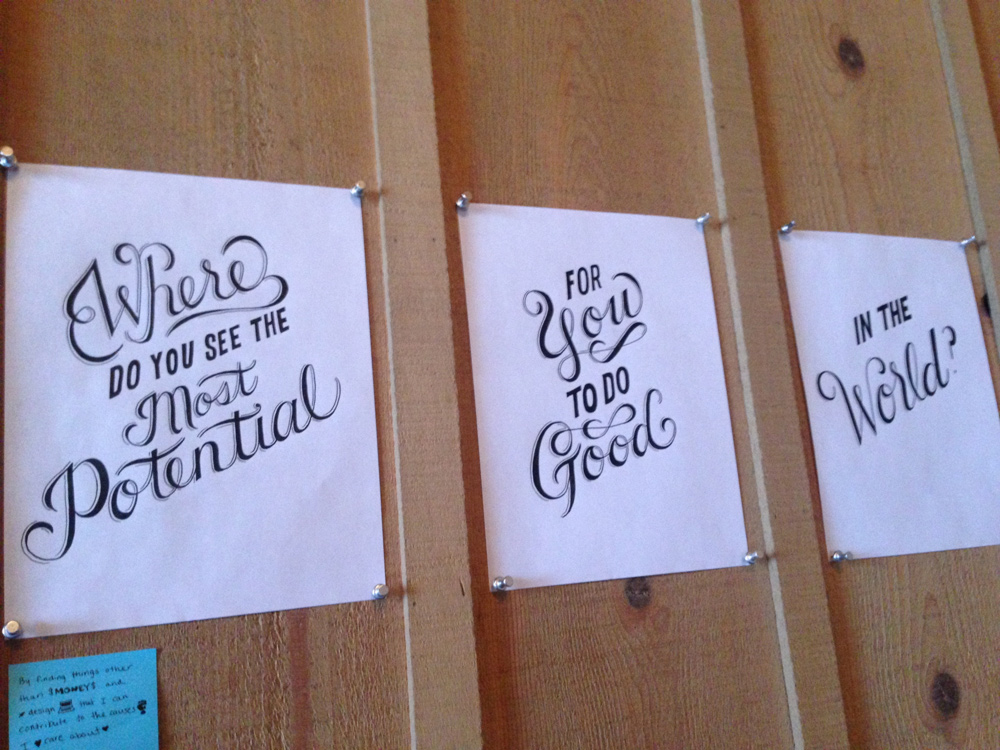 Where
DO YOU SEE THE
Most
Potential
FOR
You
TO DO
Good
IN THE
World?
By finding things other
than $MONEY$ and
design that I can
contribute to the causes
I ♥ care about ♥